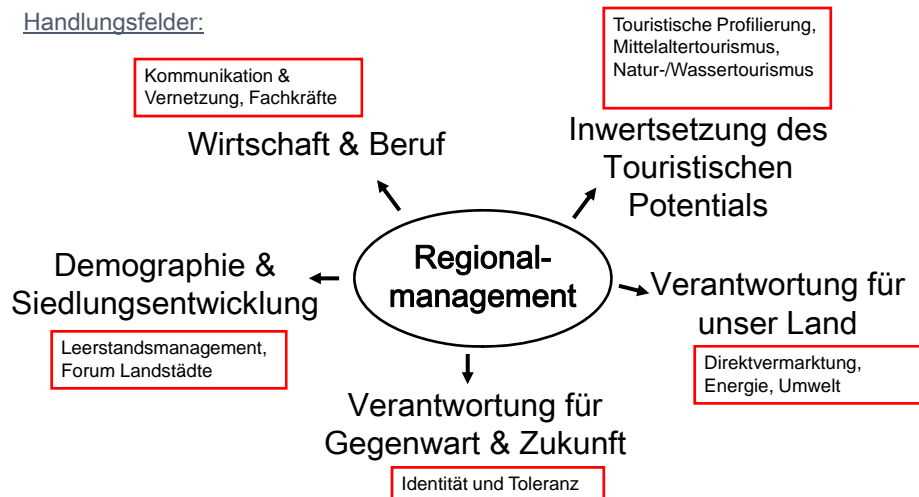 Handlungsfelder:
Kommunikation &
Vernetzung, Fachkräfte
Wirtschaft & Beruf
Touristische Profilierung,
Mittelaltertourismus,
Natur-/Wassertourismus
Inwertsetzung des
Touristischen
Potentials
Regional-
management
Demographie &
Siedlungsentwicklung
Leerstandsmanagement,
Forum Landstädte
Verantwortung für
unser Land
Direktvermarktung,
Energie, Umwelt
Verantwortung für
Gegenwart & Zukunft
Identität und Toleranz